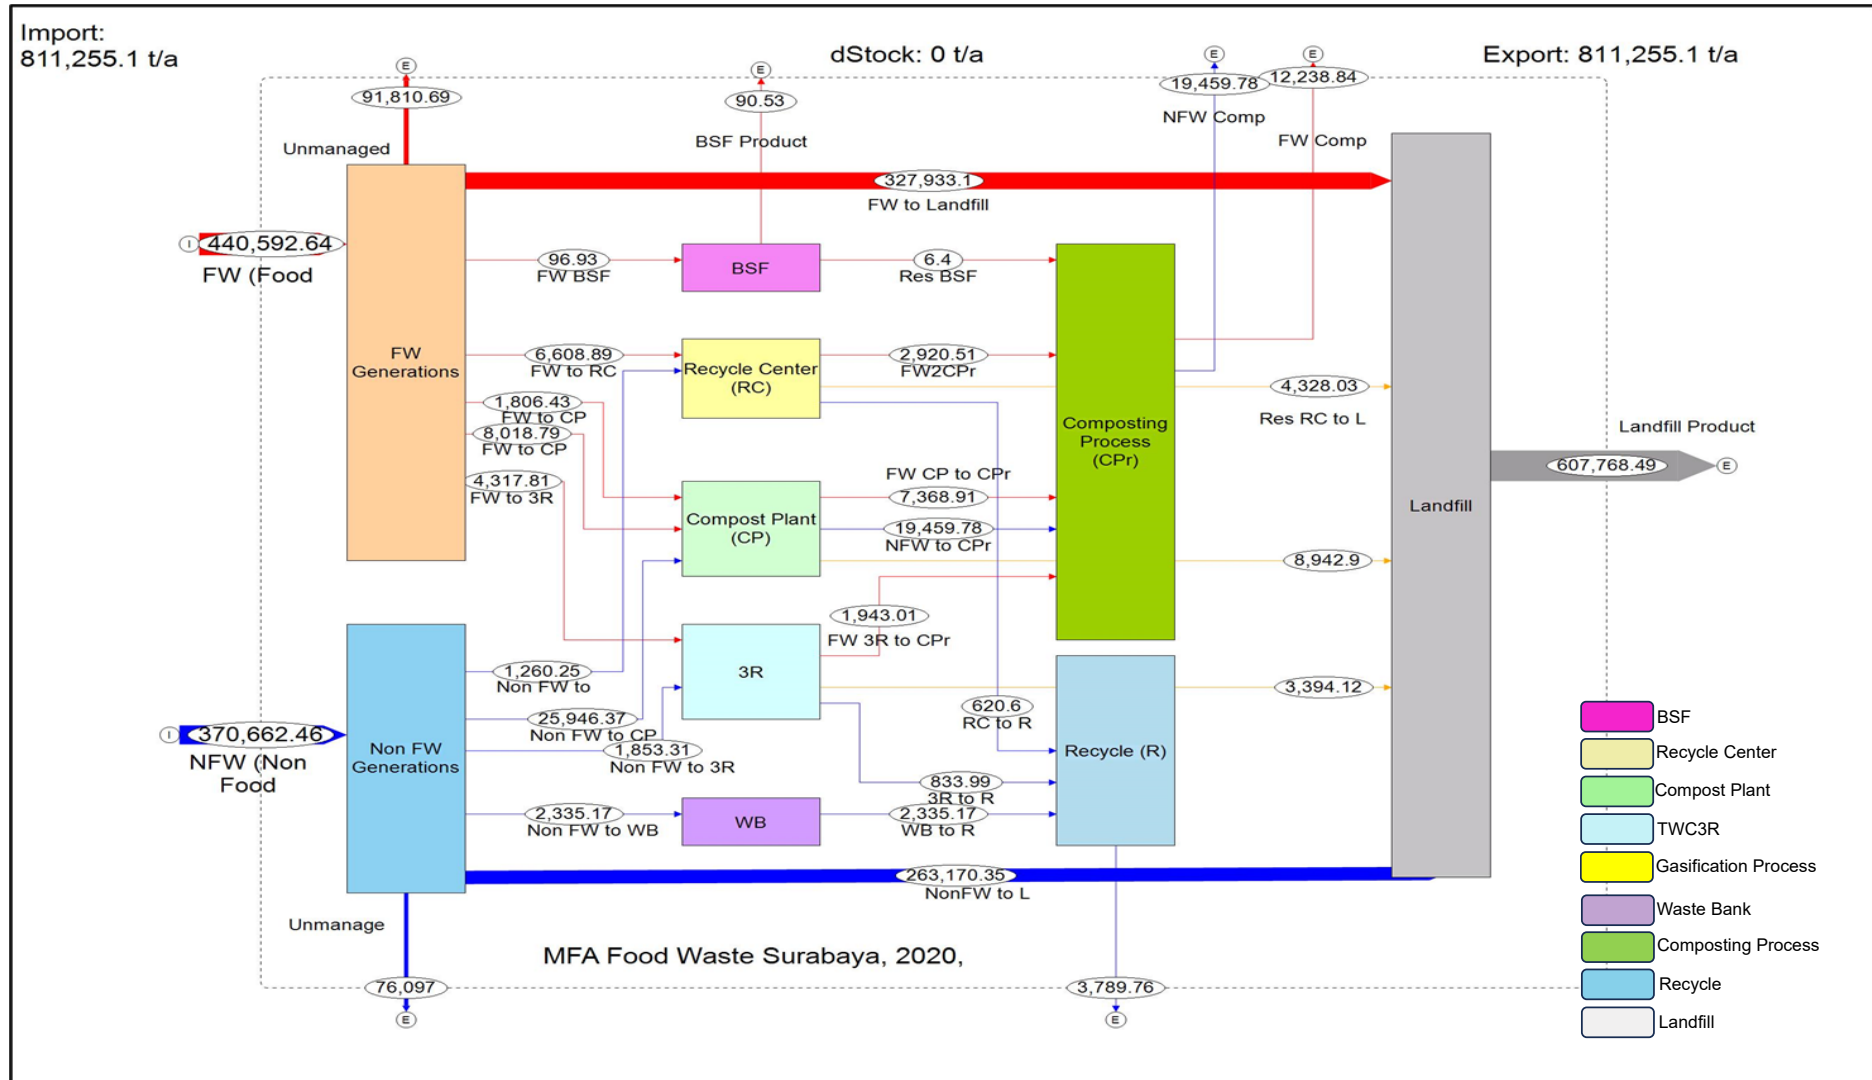 Import:
811,255.1 t/a
dStock: 0 t/a
Export: 811,255.1 t/a
E
91,810.69
Unmanaged
E
90.53
BSF Product
E
19,459.78
NFW Comp
E
12,238.84
FW Comp
327,933.1
FW to Landfill
I
440,592.64
FW (Food
FW
Generations
96.93
FW BSF
BSF
6.4
Res BSF
6,608.89
FW to RC
Recycle Center
(RC)
2,920.51
FW2CPr
1,806.43
FW to CP
8,018.79
FW to CP
4,317.81
FW to 3R
4,328.03
Res RC to L
Composting
Process
(CPr)
Landfill Product
607,768.49
E
Landfill
FW CP to CPr
7,368.91
Compost Plant
(CP)
19,459.78
NFW to CPr
8,942.9
1,943.01
FW 3R to CPr
3R
1,260.25
Non FW to
3,394.12
620.6
RC to R
25,946.37
Non FW to CP
1,853.31
Non FW to 3R
I
370,662.46
NFW (Non
Food
Non FW
Generations
Recycle (R)
833.99
3R to R
2,335.17
Non FW to WB
WB
2,335.17
WB to R
263,170.35
NonFW to L
Unmanage
MFA Food Waste Surabaya, 2020,
76,097
E
3,789.76
E
BSF
Recycle Center
Compost Plant
TWC3R
Gasification Process
Waste Bank
Composting Process
Recycle
Landfill